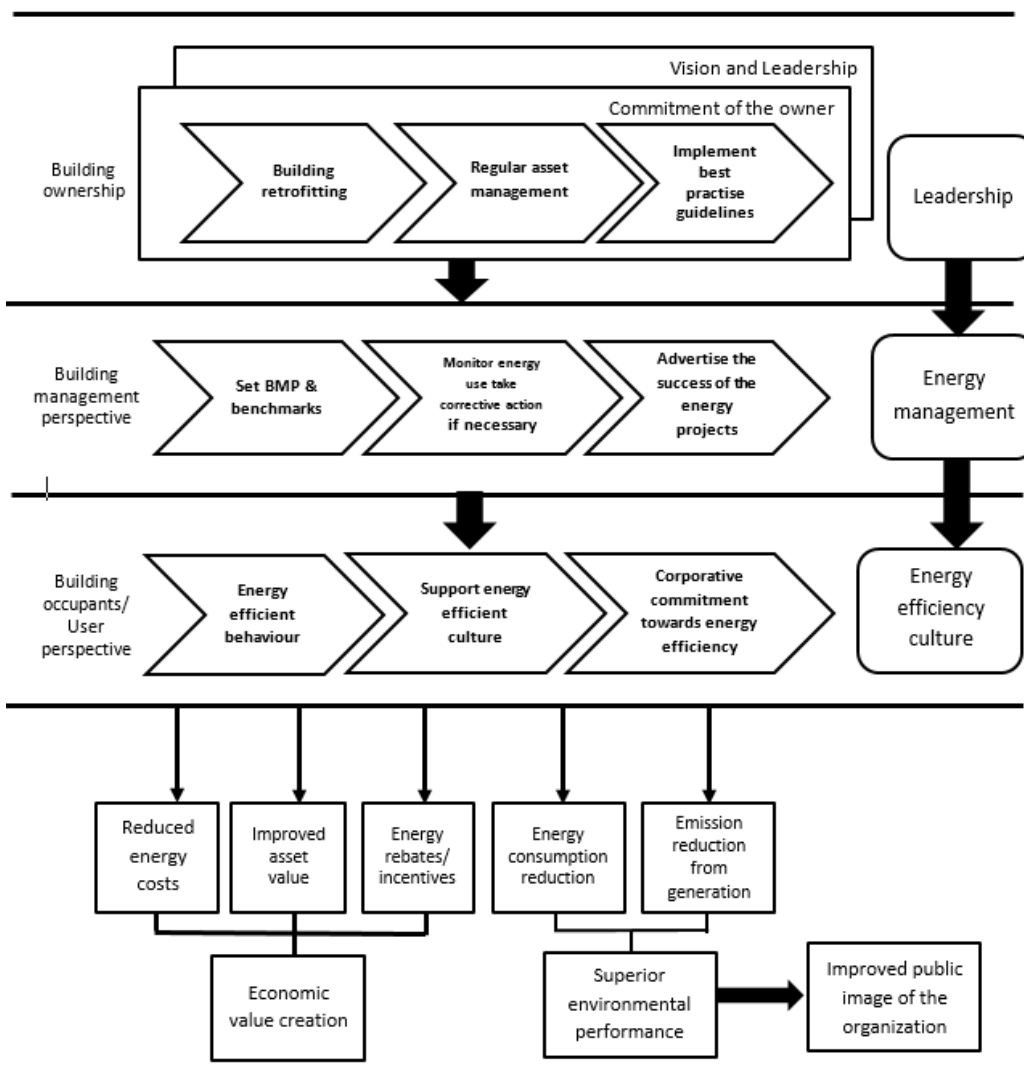 Vision and Leadership
Commitment of the owner
Building
ownership
Building
retrofitting
Regular asset
management
Implement
best
practise
guidelines
Leadership
Building
management
perspective
Set BMP &
benchmarks
Monitor energy
use take
corrective action
if necessary
Advertise the
success of the
energy
projects
Energy
management
Building
occupants/
User
perspective
Energy
efficient
behaviour
Support energy
efficient
culture
Corporative
commitment
towards energy
efficiency
Energy
efficiency
culture
Reduced
energy
costs
Improved
asset
value
Energy
rebates/
incentives
Energy
consumption
reduction
Emission
reduction
from
generation
Economic
value creation
Superior
environmental
performance
Improved public
image of the
organization